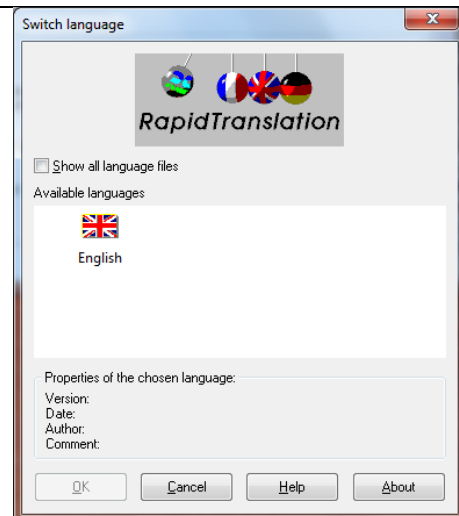 Switch language
RapidTranslation
Show all language files
Available languages
English
Properties of the chosen language:
Version:
Date:
Author:
Comment:
OK Cancel Help About